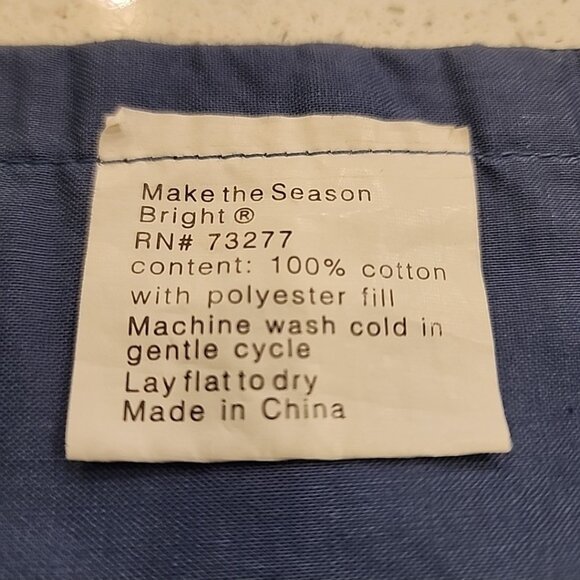 Make the Season
Bright ®
RN# 73277
content: 100% cotton
with polyester fill
Machine wash cold in
gentle cycle
Lay flat to dry
Made in China